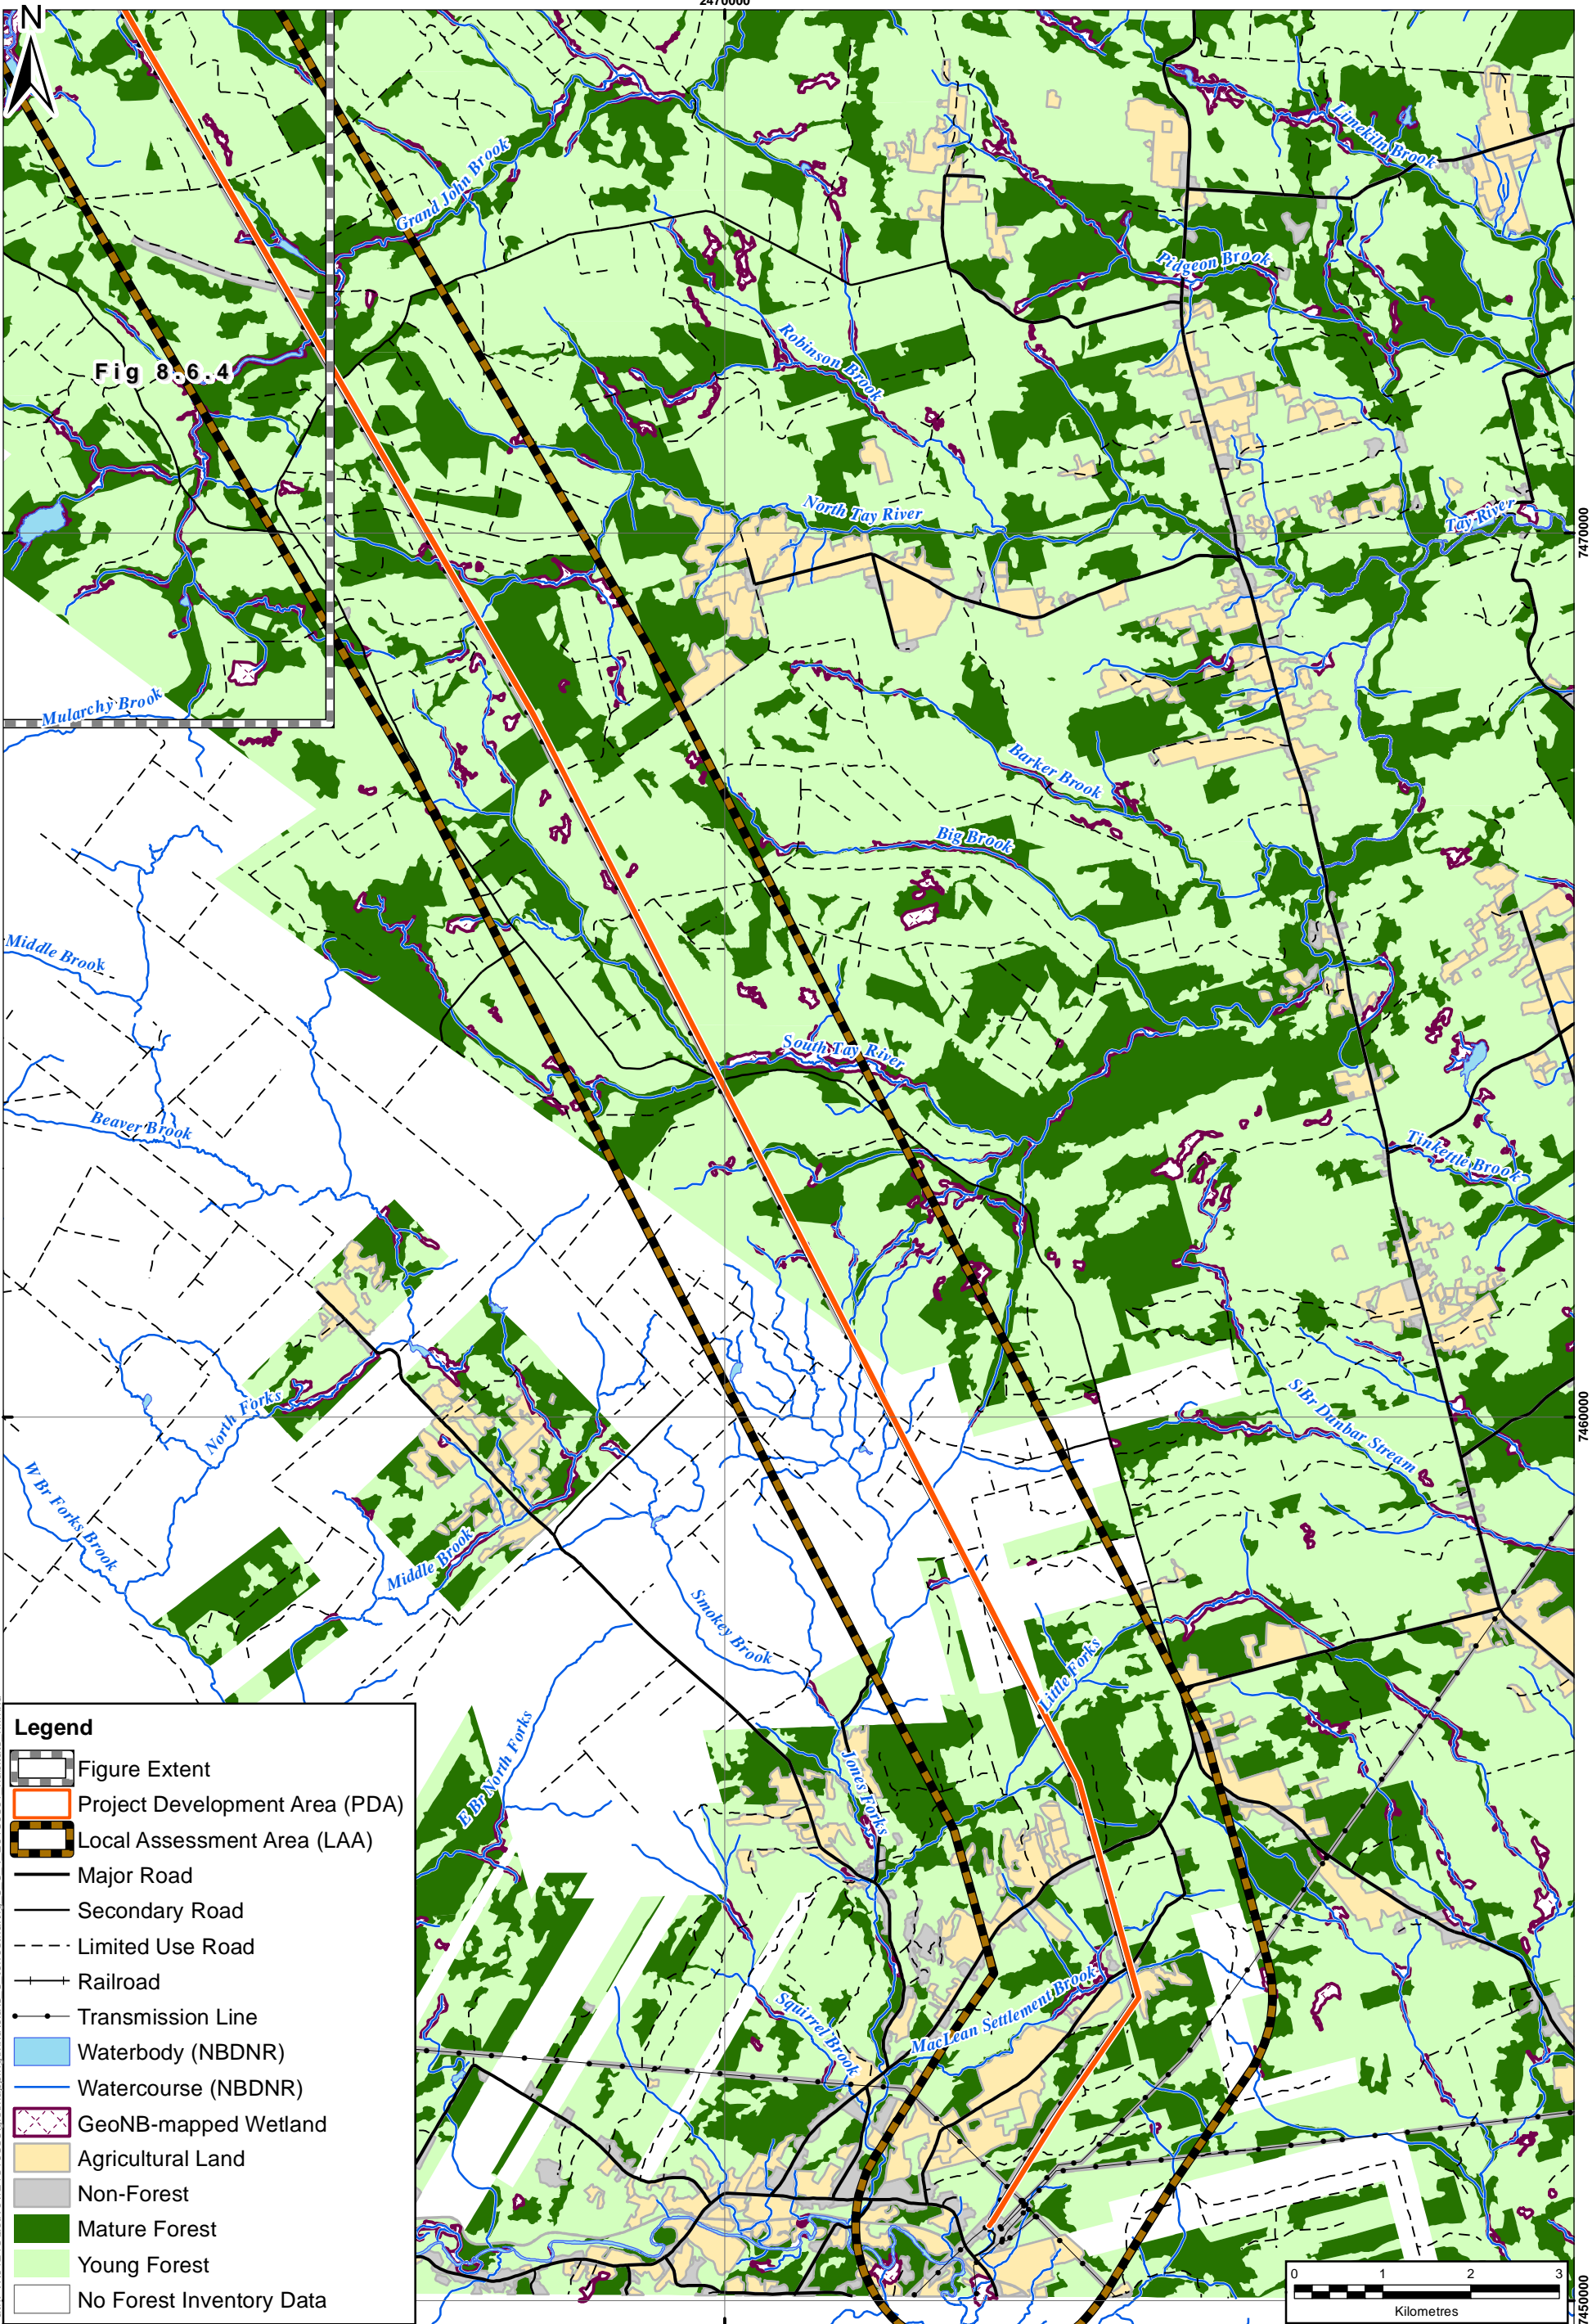 2470000
N
Limekiln Brook
Grand John Brook
Pidgeon Brook
Robinson Brook
Fig 8.6.4
North Tay River
Tay River
7470000
Mularchy Brook
Barker Brook
Big Brook
Middle Brook
South Tay River
Beaver Brook
Tinkettle Brook
North Forks
S Br Dunbar Stream
7460000
W Br Forks Brook
Middle Brook
Smokey Brook
Little Forks
E Br North Forks
Jones Forks
MacLean Settlement Brook
Squirrel Brook
Legend
Figure Extent
Project Development Area (PDA)
Local Assessment Area (LAA)
Major Road
Secondary Road
Limited Use Road
Railroad
Transmission Line
Waterbody (NBDNR)
Watercourse (NBDNR)
GeoNB-mapped Wetland
Agricultural Land
Non-Forest
Mature Forest
Young Forest
No Forest Inventory Data
0 1 2 3
Kilometres
7450000